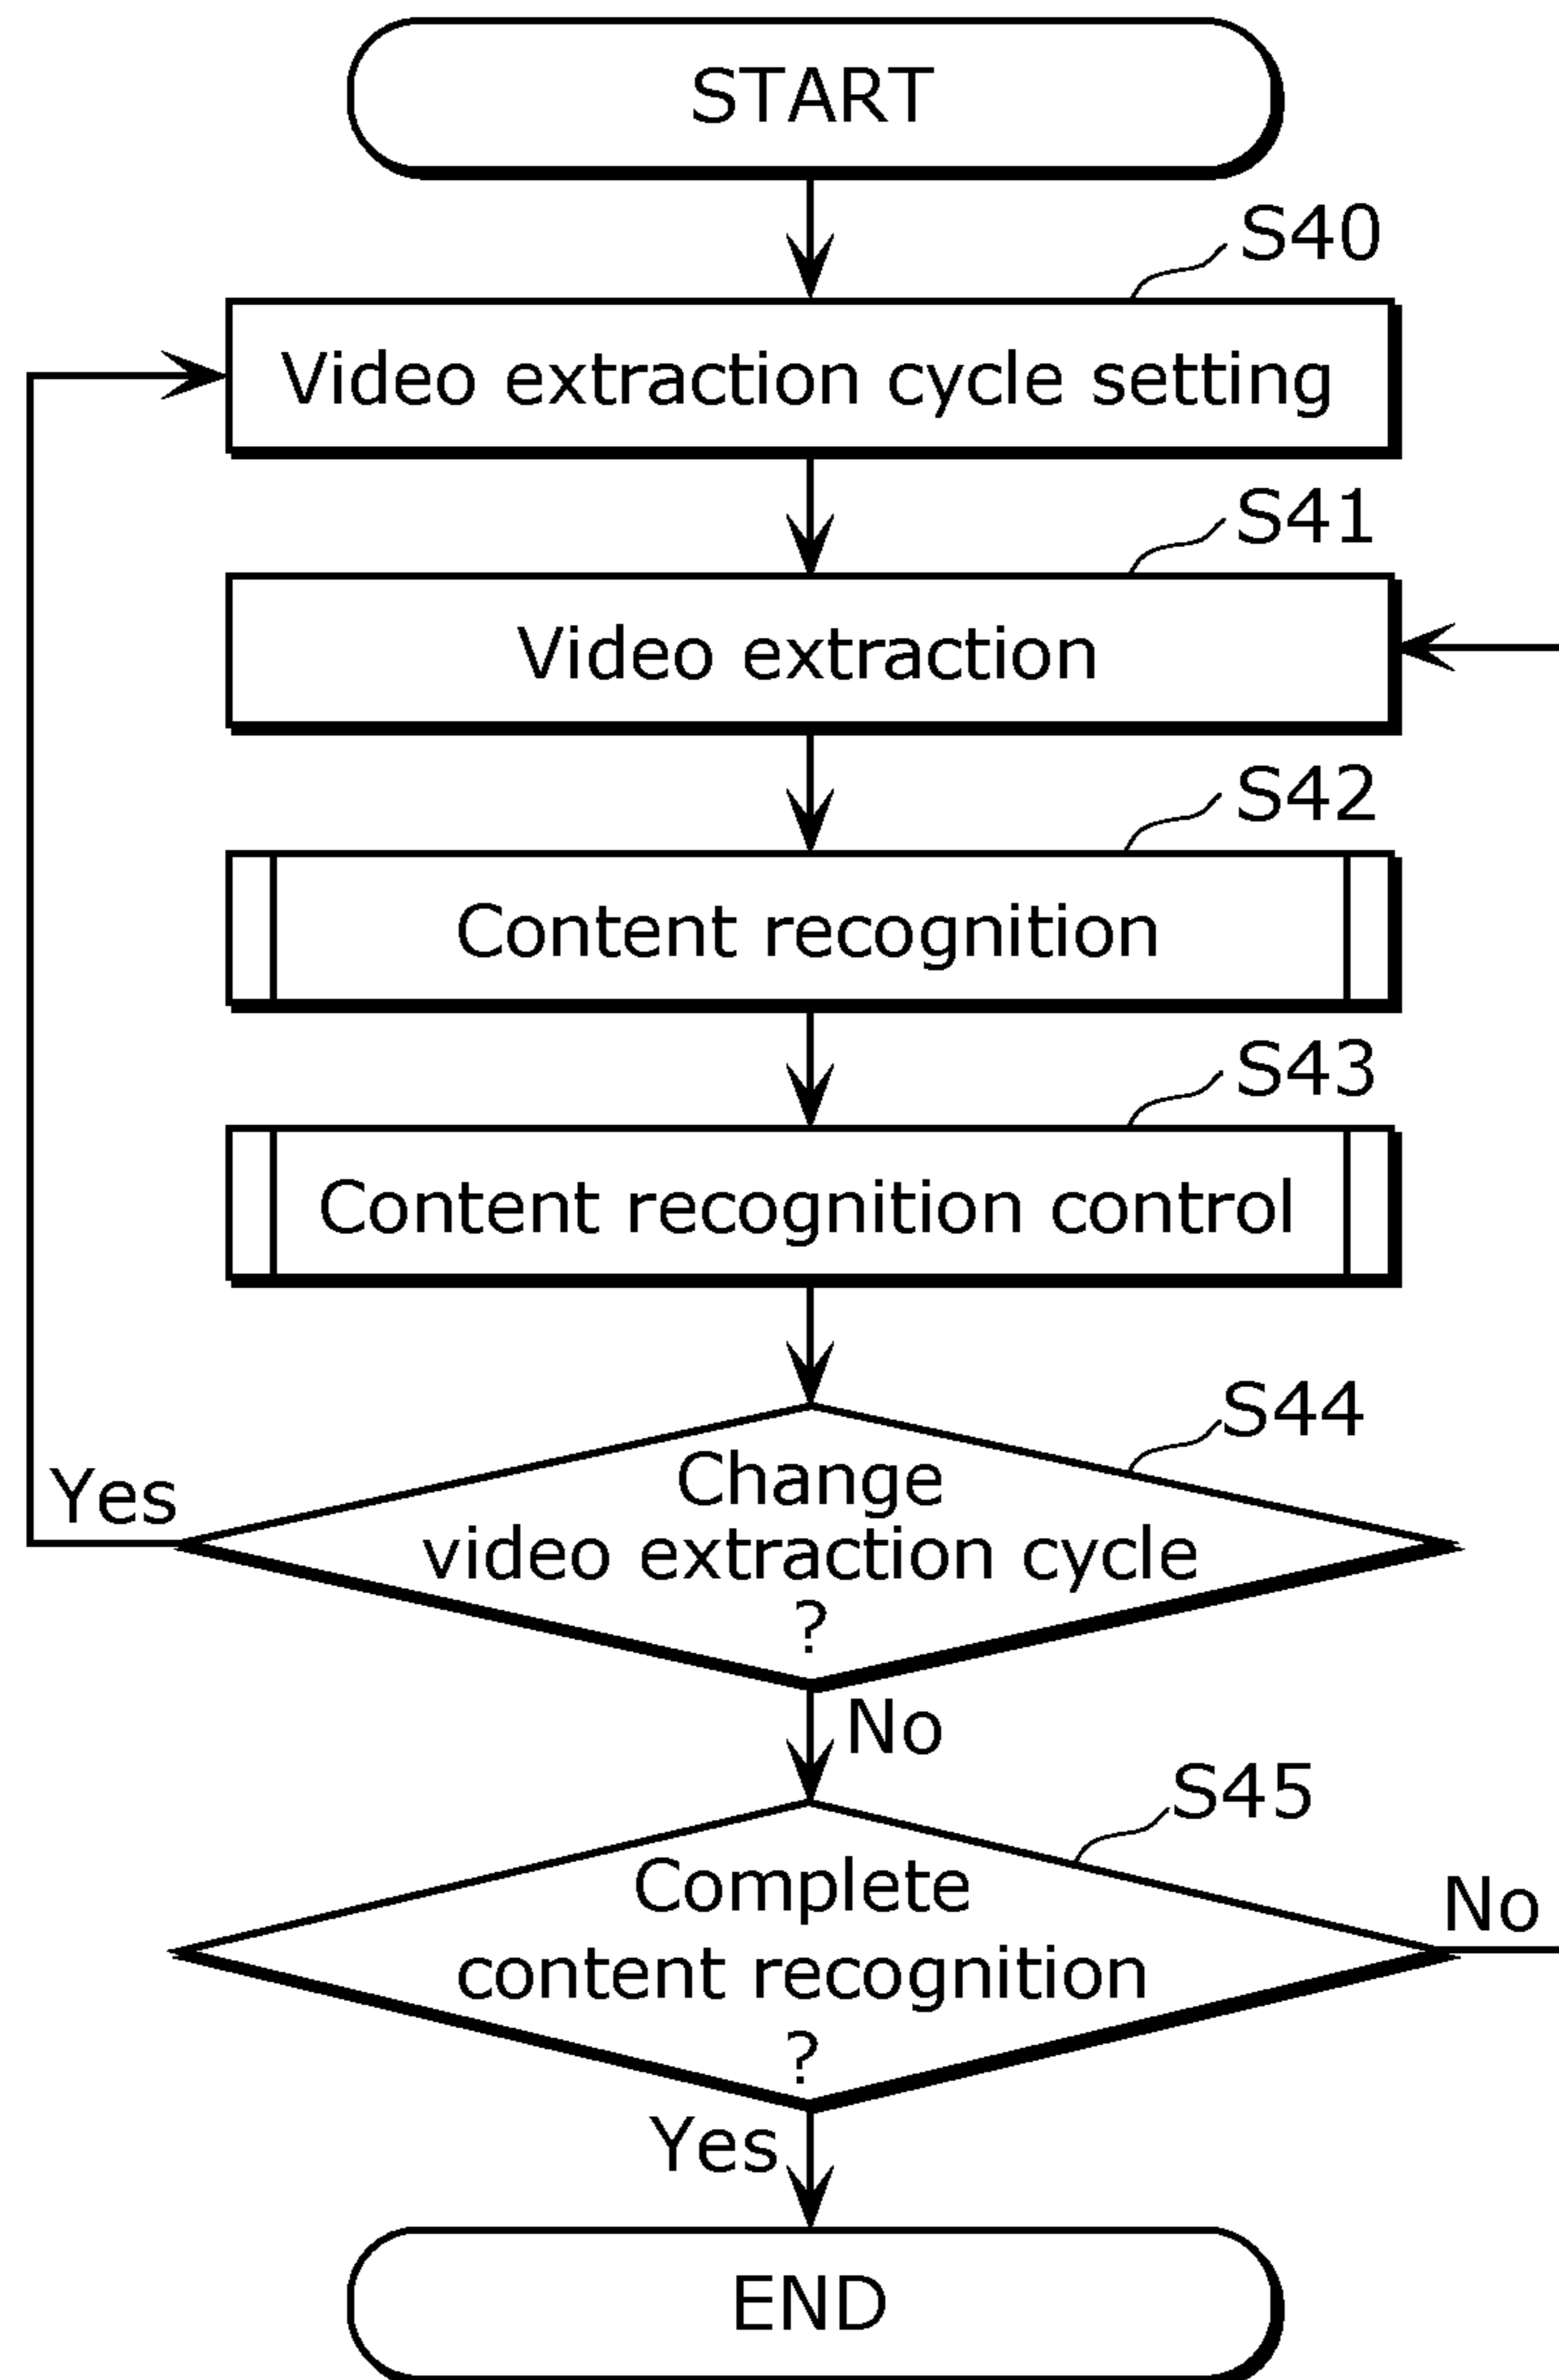 START
S40
Video extraction cycle setting
S41
Video extraction
S42
Content recognition
S43
Content recognition control
S44
Change
video extraction cycle
?
Yes
No
S45
Complete
content recognition
?
No
Yes
END